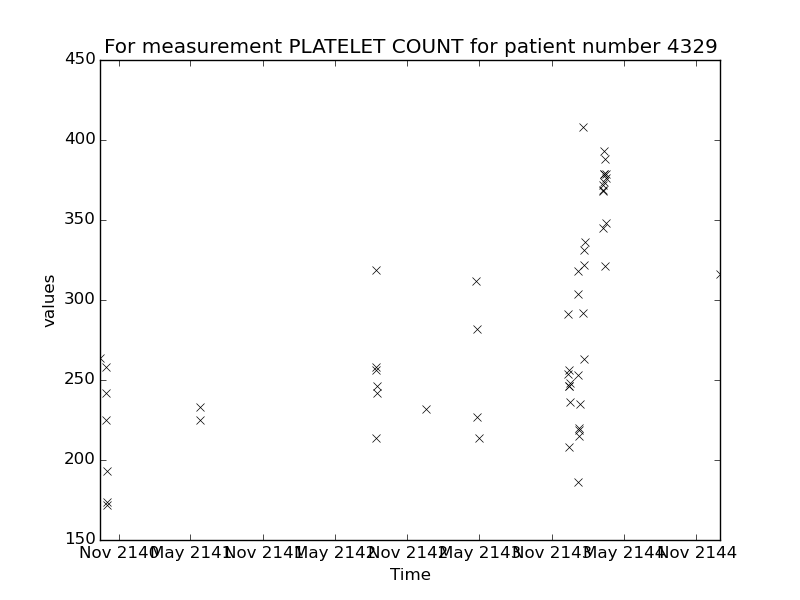 For measurement PLATELET COUNT for patient number 4329
450
400
350
300
250
200
150
values
Nov 2140 May 2141 Nov 2141 May 2142 Nov 2142 May 2143 Nov 2143 May 2144 Nov 2144
Time